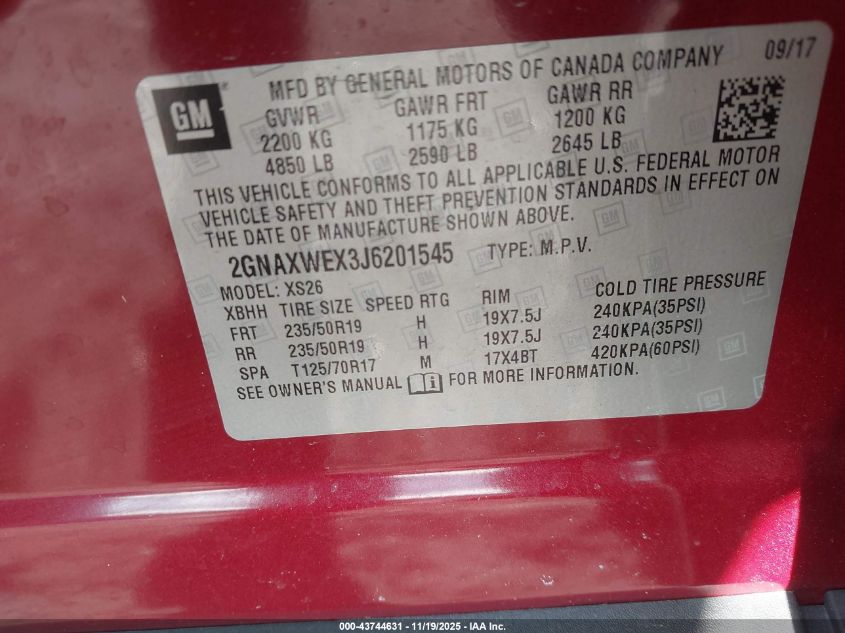 MFD BY GENERAL MOTORS OF CANADA COMPANY 09/17
GM GVWR GAWR FRT GAWR RR
2200 KG 1175 KG 1200 KG
4850 LB 2590 LB 2645 LB
THIS VEHICLE CONFORMS TO ALL APPLICABLE U.S. FEDERAL MOTOR
VEHICLE SAFETY AND THEFT PREVENTION STANDARDS IN EFFECT ON
THE DATE OF MANUFACTURE SHOWN ABOVE.
2GNAXWEX3J6201545 TYPE: M.P.V.
MODEL: XS26
XBHH TIRE SIZE SPEED RTG RIM COLD TIRE PRESSURE
FRT 235/50R19 H 19X7.5J 240KPA(35PSI)
RR 235/50R19 H 19X7.5J 240KPA(35PSI)
SPA T125/70R17 M 17X4BT 420KPA(60PSI)
SEE OWNER'S MANUAL FOR MORE INFORMATION.
000-43744631 - 11/19/2025 - IAA Inc.